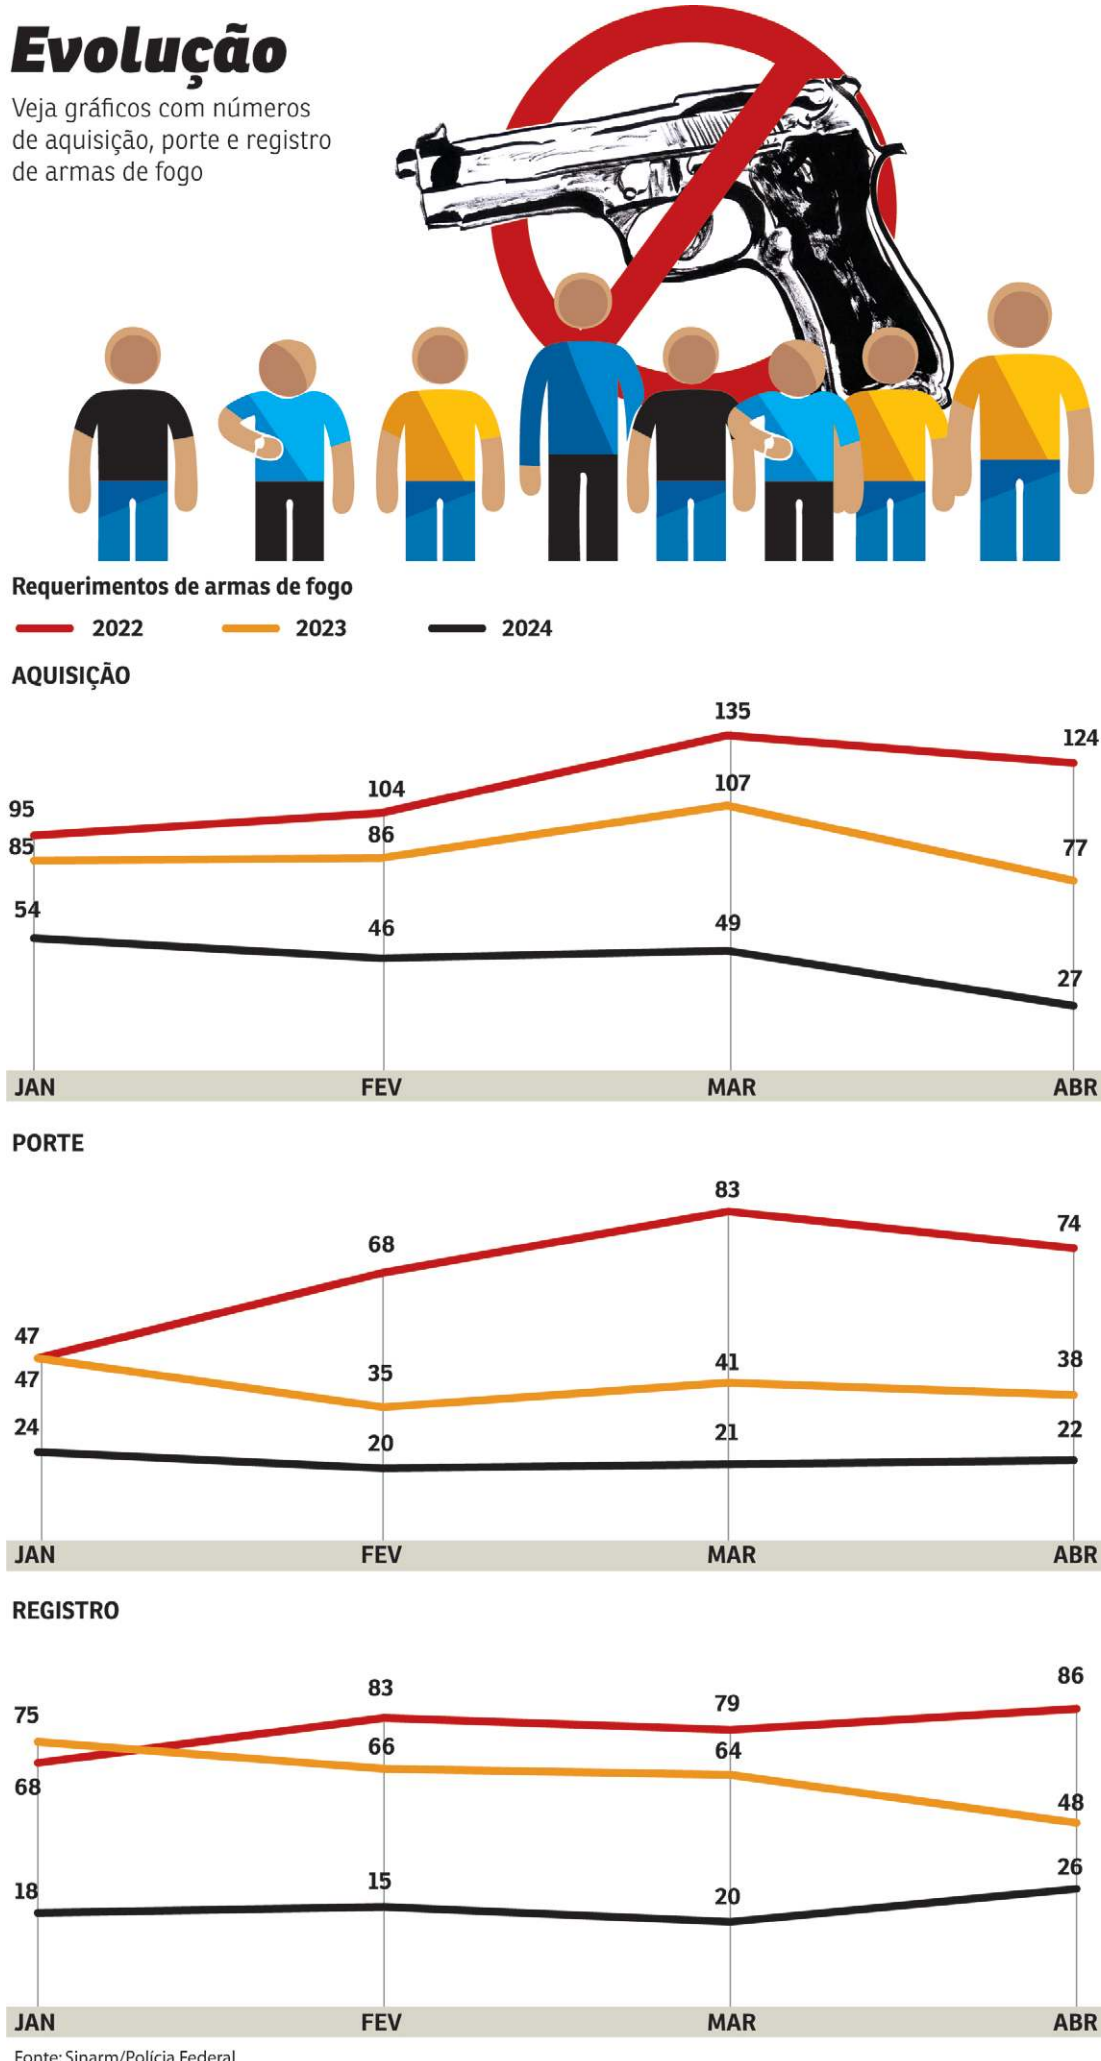 Evolução
Veja gráficos com números
de aquisição, porte e registro
de armas de fogo
Requerimentos de armas de fogo
2022 2023 2024
AQUISIÇÃO
135
124
104
107
95
86
85
77
54
46
49
27
JAN FEV MAR ABR
PORTE
83
74
68
47
47
35
41
38
24
20
21
22
JAN FEV MAR ABR
REGISTRO
86
83
79
75
66
64
68
48
18
15
20
26
JAN FEV MAR ABR
Fonte: Sinarm/Polícia Federal